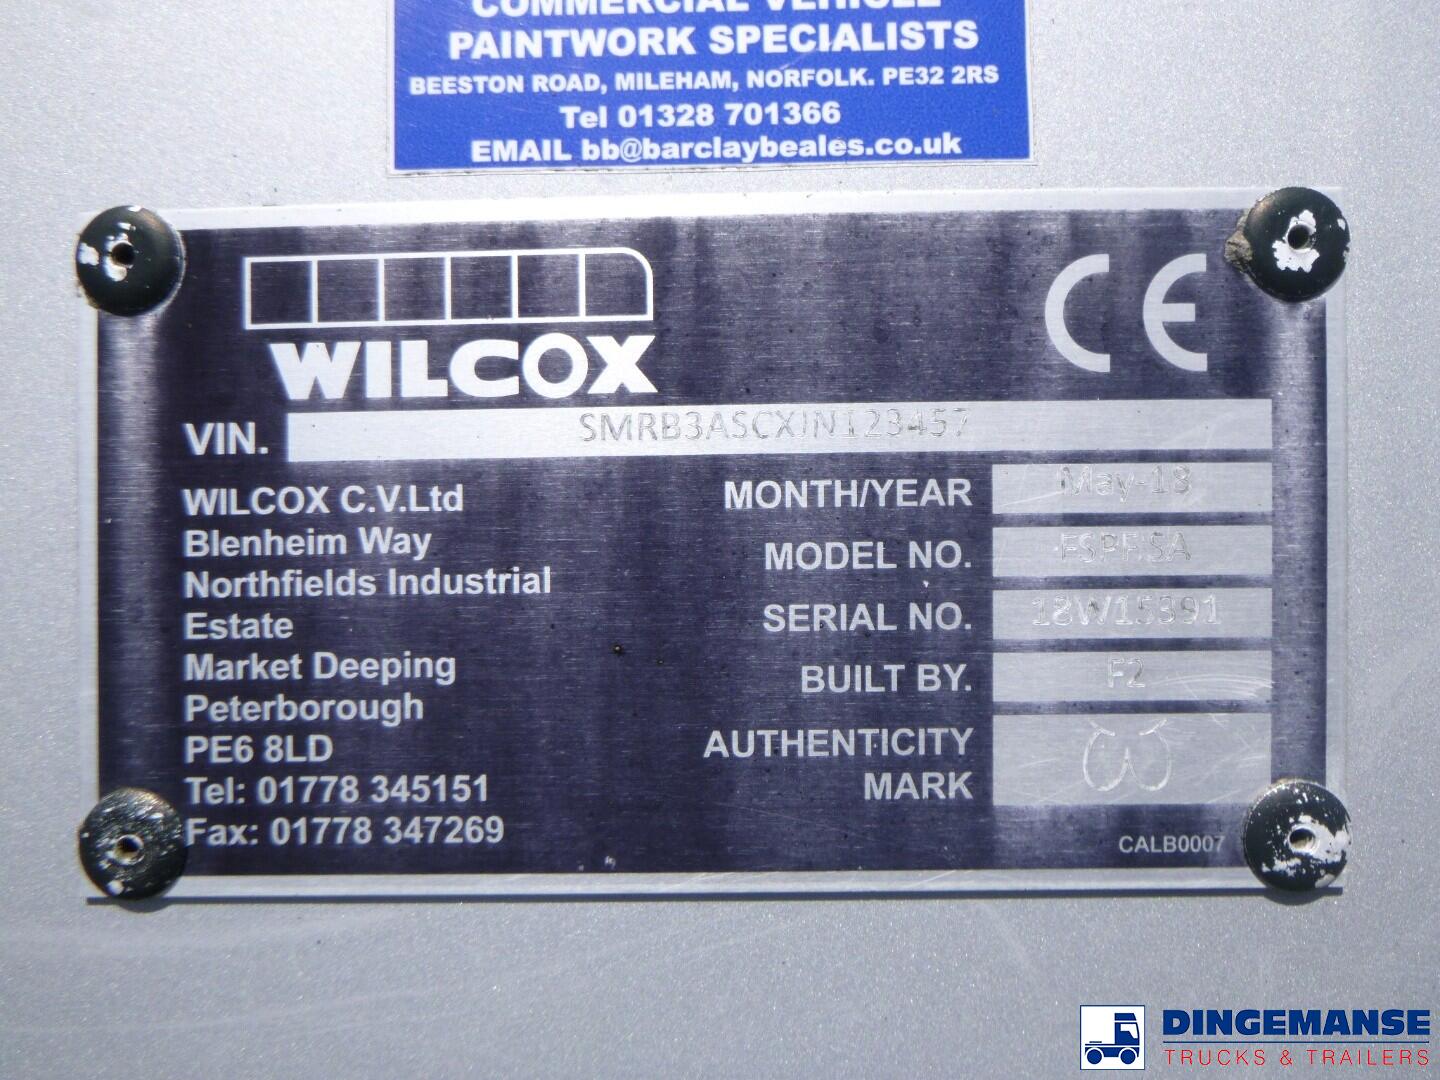 COMMERCIAL VEHICLE
PAINTWORK SPECIALISTS
BEESTON ROAD, MILEHAM, NORFOLK. PE32 2RS
Tel 01328 701366
EMAIL bb@barclaybeales.co.uk
WILCOX
CE
VIN. SMRB3ASCXJN123457
WILCOX C.V.Ltd
Blenheim Way
Northfields Industrial
Estate
Market Deeping
Peterborough
PE6 8LD
Tel: 01778 345151
Fax: 01778 347269
MONTH/YEAR May-18
MODEL NO.
SERIAL NO. 18W15391
BUILT BY. F2
AUTHENTICITY
MARK
CALB0007
DINGEMANSE
TRUCKS & TRAILERS